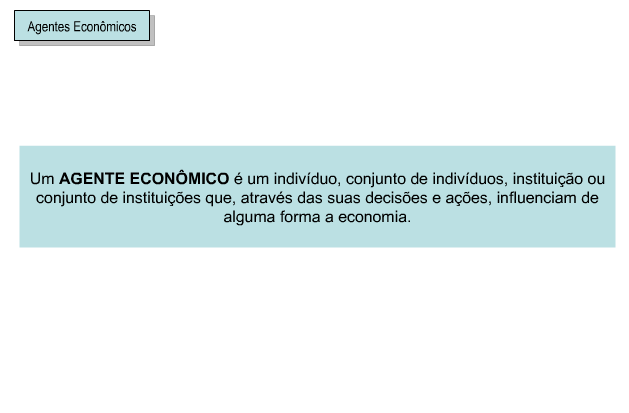 Agentes Econômicos
Um AGENTE ECONÔMICO é um indivíduo, conjunto de indivíduos, instituição ou
conjunto de instituições que, através das suas decisões e ações, influenciam de
alguma forma a economia.